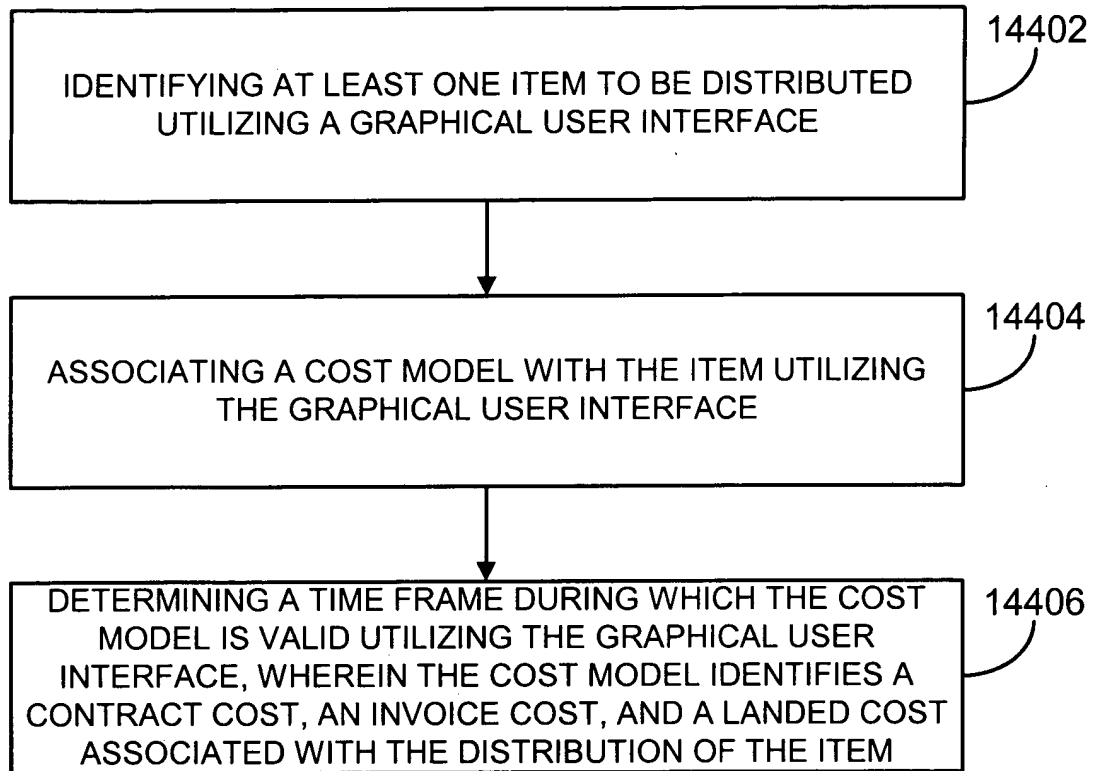 14402
IDENTIFYING AT LEAST ONE ITEM TO BE DISTRIBUTED
UTILIZING A GRAPHICAL USER INTERFACE
14404
ASSOCIATING A COST MODEL WITH THE ITEM UTILIZING
THE GRAPHICAL USER INTERFACE
14406
DETERMINING A TIME FRAME DURING WHICH THE COST
MODEL IS VALID UTILIZING THE GRAPHICAL USER
INTERFACE, WHEREIN THE COST MODEL IDENTIFIES A
CONTRACT COST, AN INVOICE COST, AND A LANDED COST
ASSOCIATED WITH THE DISTRIBUTION OF THE ITEM